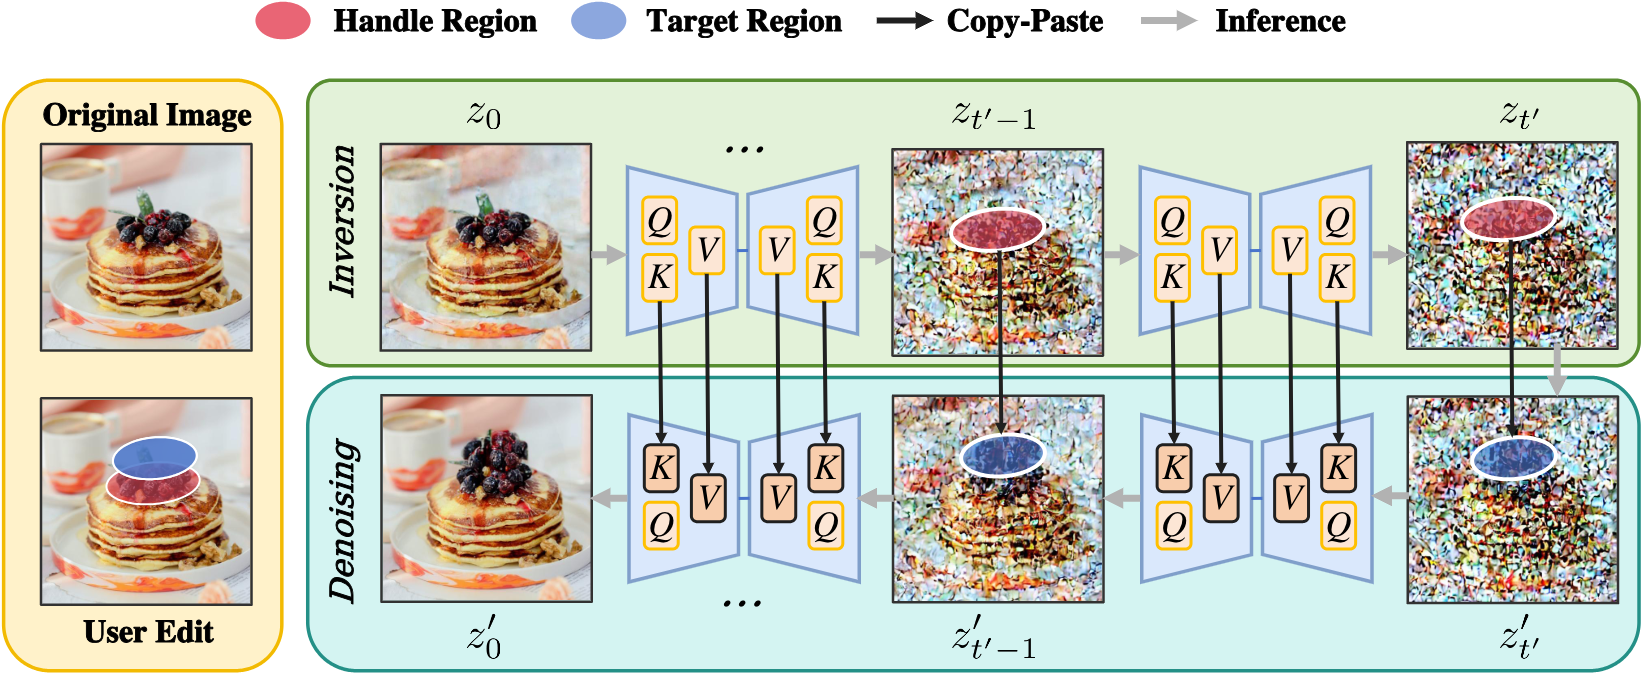 Handle Region Target Region Copy-Paste Inference
Original Image
User Edit
Inversion
z_0 ... z_{t'-1} z_{t'}
Q V V Q Q V V Q
K K K K
Denoising
K V V K K V V K
Q Q Q Q
...
z'_0 z'_{t'-1} z'_{t'}